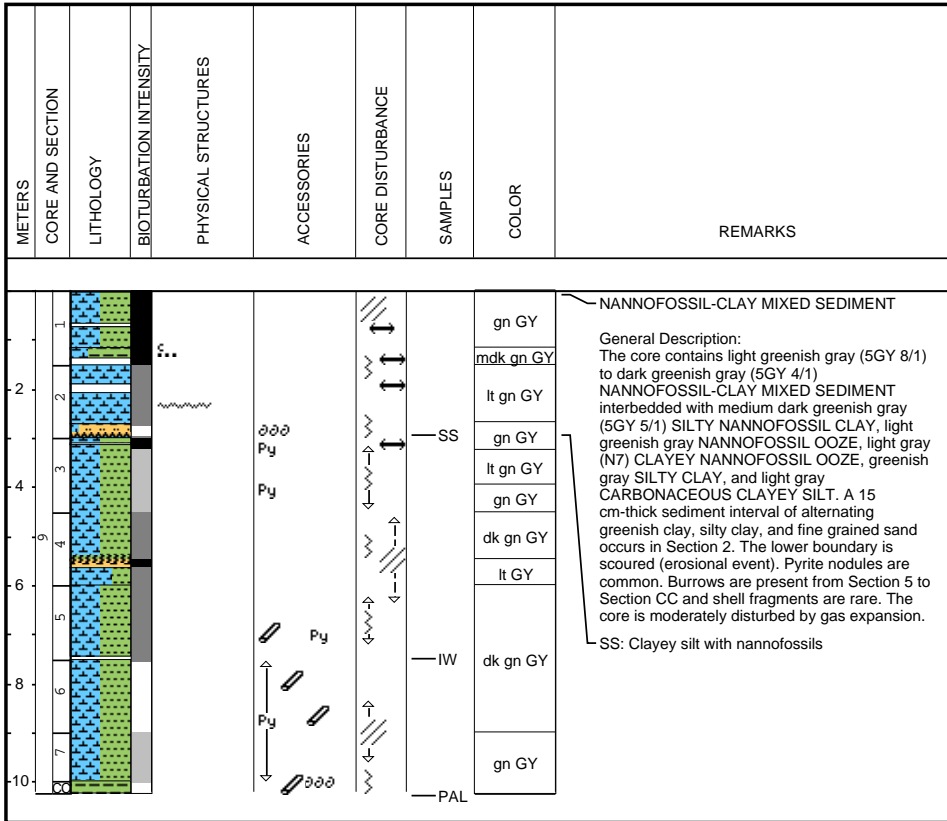 METERS
CORE AND SECTION
LITHOLOGY
BIOTURBATION INTENSITY
PHYSICAL STRUCTURES
ACCESSORIES
CORE DISTURBANCE
SAMPLES
COLOR
REMARKS
2
4
6
8
10
9
1
2
3
4
5
6
7
CC
Py
Py
Py
Py
SS
IW
PAL
gn GY
mdk gn GY
lt gn GY
gn GY
lt gn GY
gn GY
dk gn GY
lt GY
dk gn GY
gn GY
NANNOFOSSIL-CLAY MIXED SEDIMENT
General Description:
The core contains light greenish gray (5GY 8/1)
to dark greenish gray (5GY 4/1)
NANNOFOSSIL-CLAY MIXED SEDIMENT
interbedded with medium dark greenish gray
(5GY 5/1) SILTY NANNOFOSSIL CLAY, light
greenish gray NANNOFOSSIL OOZE, light gray
(N7) CLAYEY NANNOFOSSIL OOZE, greenish
gray SILTY CLAY, and light gray
CARBONACEOUS CLAYEY SILT. A 15
cm-thick sediment interval of alternating
greenish clay, silty clay, and fine grained sand
occurs in Section 2. The lower boundary is
scoured (erosional event). Pyrite nodules are
common. Burrows are present from Section 5 to
Section CC and shell fragments are rare. The
core is moderately disturbed by gas expansion.
SS: Clayey silt with nannofossils